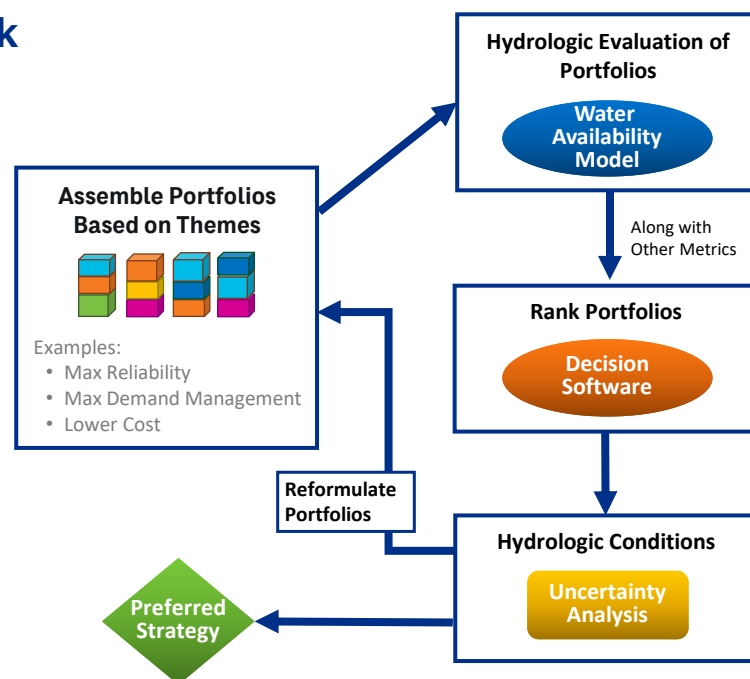 k
Hydrologic Evaluation of
Portfolios
Water
Availability
Model
Assemble Portfolios
Based on Themes
Examples:
• Max Reliability
• Max Demand Management
• Lower Cost
Along with
Other Metrics
Rank Portfolios
Decision
Software
Reformulate
Portfolios
Hydrologic Conditions
Uncertainty
Analysis
Preferred
Strategy